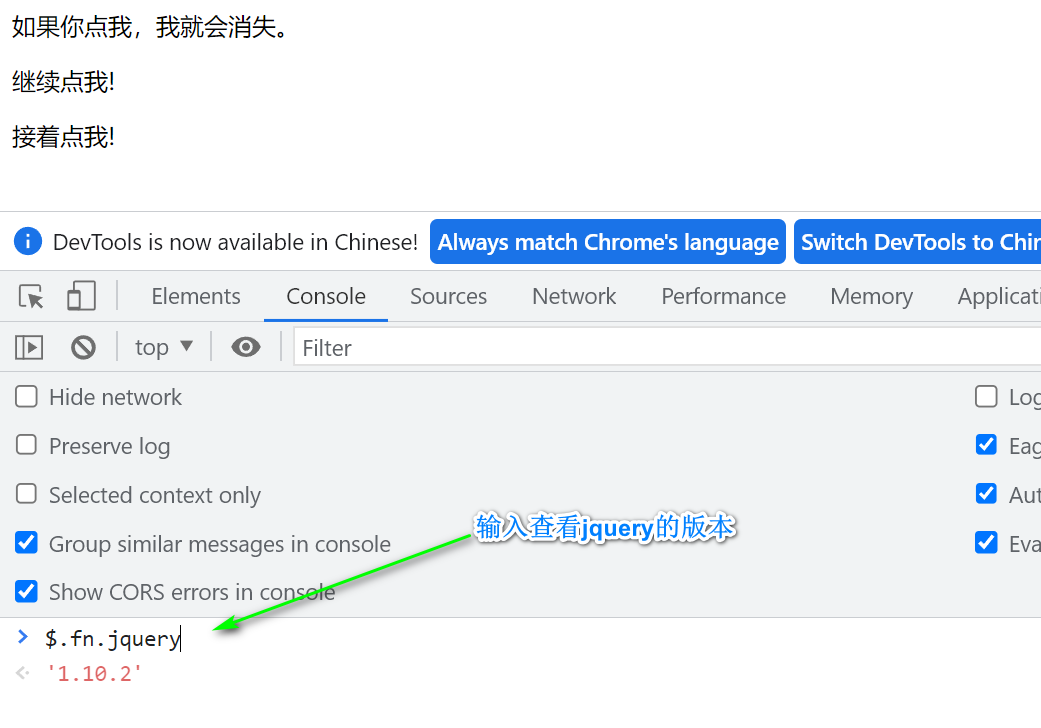 如果你点我，我就会消失。
继续点我!
接着点我!
DevTools is now available in Chinese! Always match Chrome's language Switch DevTools to Chin
Elements Console Sources Network Performance Memory Applicati
top Filter
Hide network Log
Preserve log Eag
Selected context only Aut
输入查看jquery的版本
Group similar messages in console Eva
Show CORS errors in console
$.fn.jquery
'1.10.2'